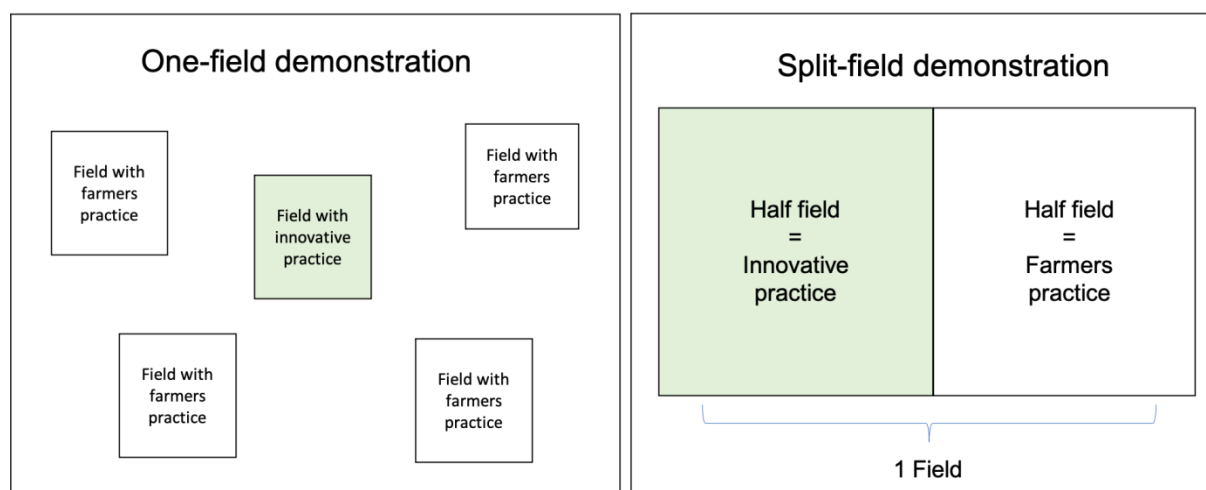 One-field demonstration
Field with
farmers
practice
Field with
innovative
practice
Field with
farmers
practice
Field with
farmers
practice
Field with
farmers
practice
Split-field demonstration
Half field
=
Innovative
practice
Half field
=
Farmers
practice
1 Field